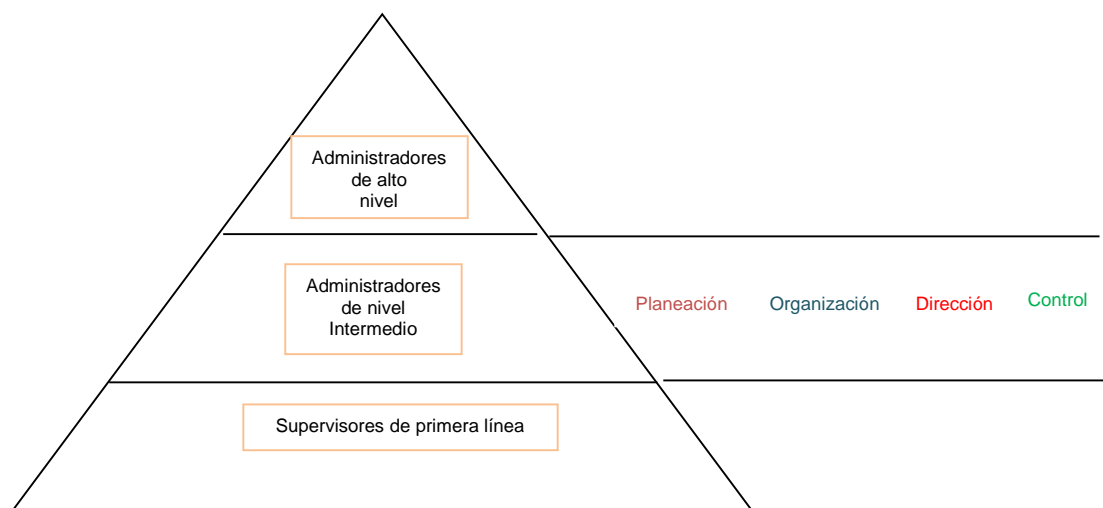 Administradores
de alto
nivel
Administradores
de nivel
Intermedio
Planeación
Organización
Dirección
Control
Supervisores de primera línea